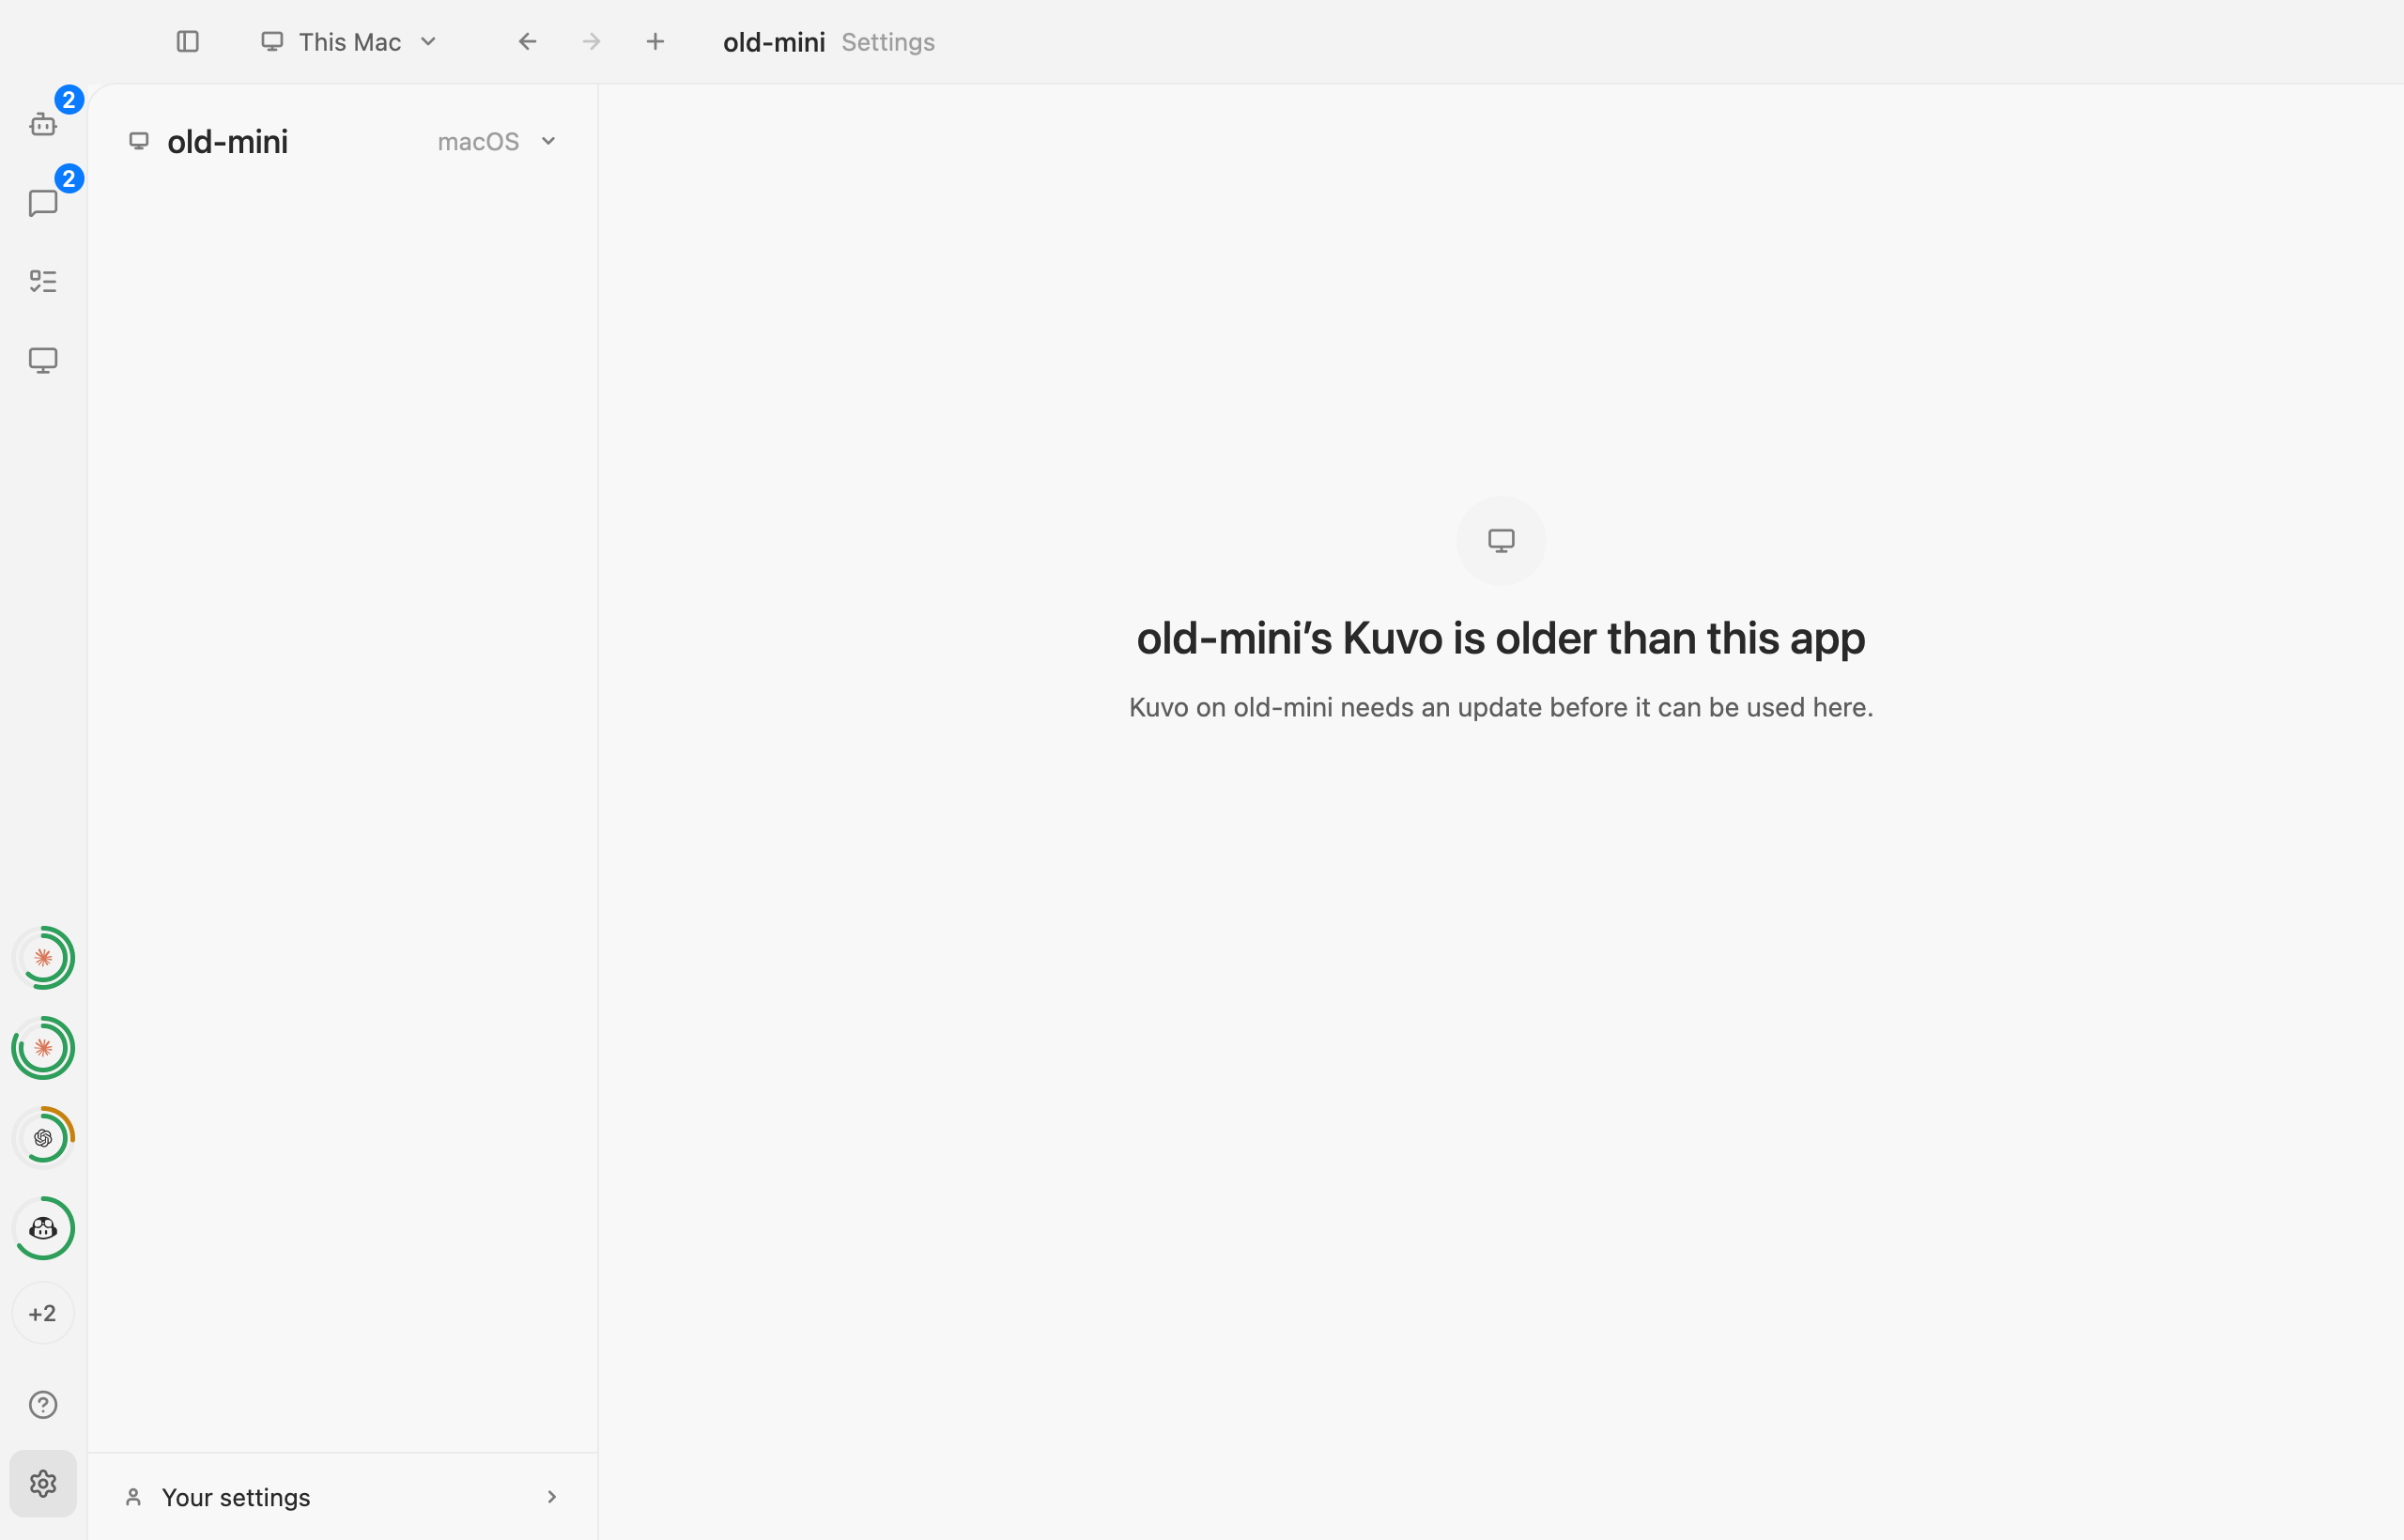 This Mac
old-mini Settings
2
2
old-mini macOS
old-mini’s Kuvo is older than this app
Kuvo on old-mini needs an update before it can be used here.
+2
Your settings